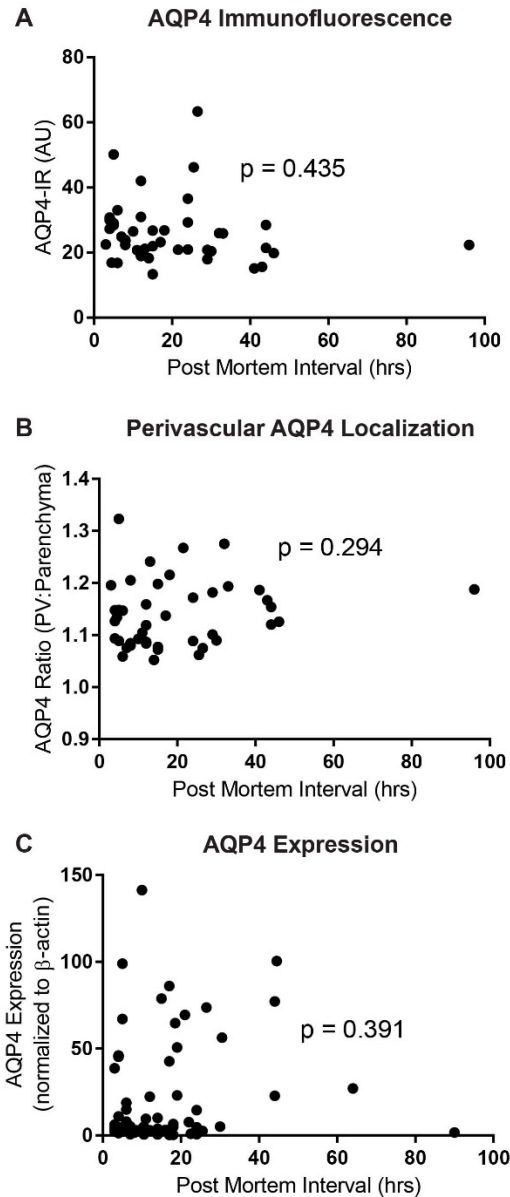 A AQP4 Immunofluorescence
80
60
40
20
0
AQP4-IR (AU)
p = 0.435
0 20 40 60 80 100
Post Mortem Interval (hrs)
B Perivascular AQP4 Localization
1.4
1.3
1.2
1.1
1.0
0.9
AQP4 Ratio (PV:Parenchyma)
p = 0.294
0 20 40 60 80 100
Post Mortem Interval (hrs)
C AQP4 Expression
150
100
50
0
AQP4 Expression
(normalized to β-actin)
p = 0.391
0 20 40 60 80 100
Post Mortem Interval (hrs)